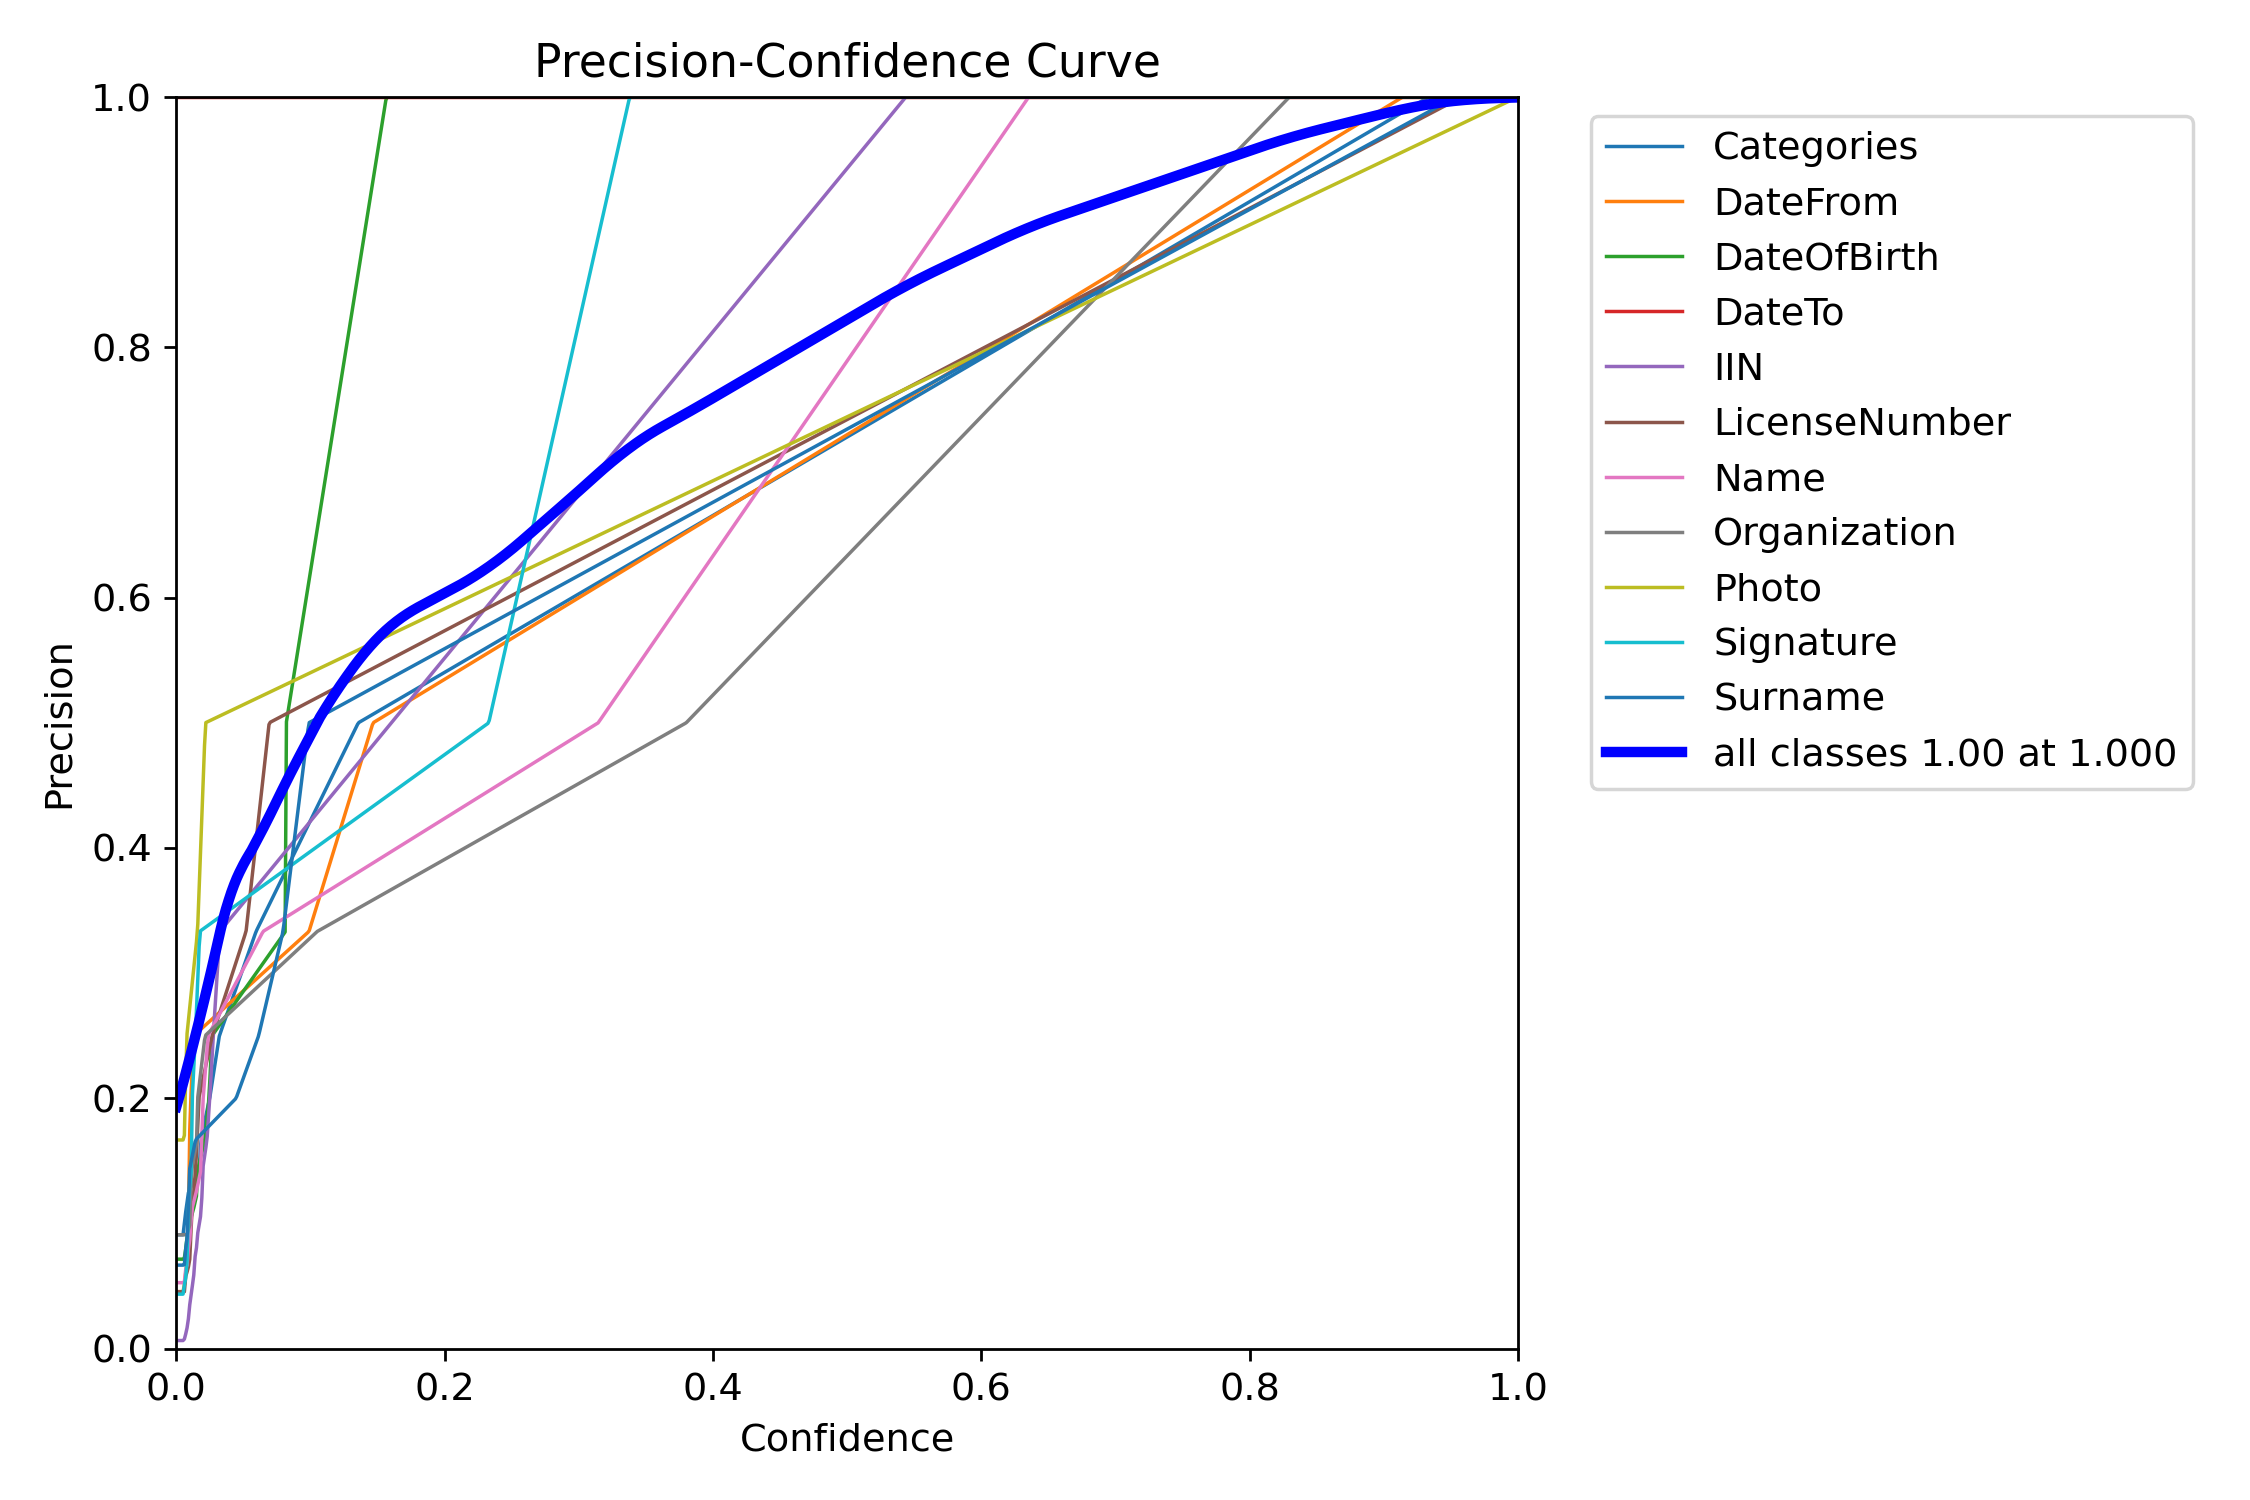 Precision-Confidence Curve
1.0
0.8
0.6
0.4
0.2
0.0
Precision
0.0 0.2 0.4 0.6 0.8 1.0
Confidence
Categories
DateFrom
DateOfBirth
DateTo
IIN
LicenseNumber
Name
Organization
Photo
Signature
Surname
all classes 1.00 at 1.000